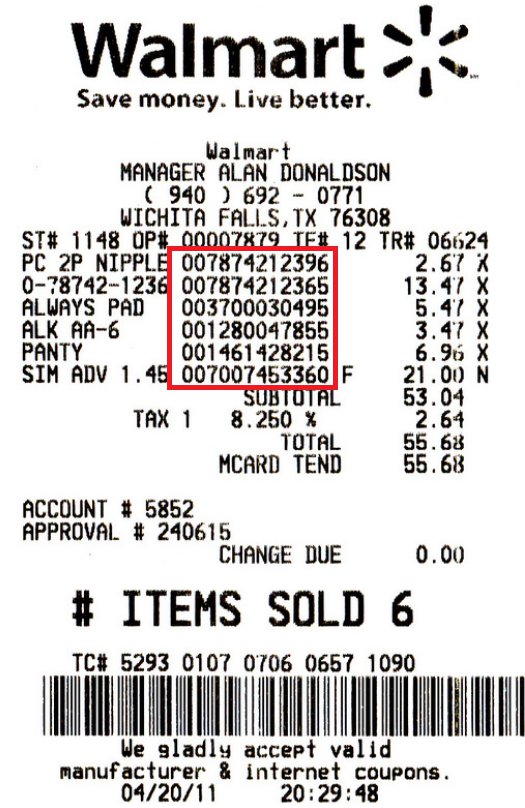 Walmart
Save money. Live better.
Walmart
MANAGER ALAN DONALDSON
( 940 ) 692 - 0771
WICHITA FALLS,TX 76308
ST# 1148 OP# 00007879 TE# 12 TR# 06624
PC 2P NIPPLE 007874212396 2.67 X
0-78742-1236 007874212365 13.47 X
ALWAYS PAD 003700030495 5.47 X
ALK AA-6 001280047855 3.47 X
PANTY 001461428215 6.96 X
SIM ADV 1.45 007007453360 F 21.00 N
SUBTOTAL 53.04
TAX 1 8.250 % 2.64
TOTAL 55.68
MCARD TEND 55.68
ACCOUNT # 5852
APPROVAL # 240615
CHANGE DUE 0.00
# ITEMS SOLD 6
TC# 5293 0107 0706 0657 1090
We gladly accept valid
manufacturer & internet coupons.
04/20/11 20:29:48